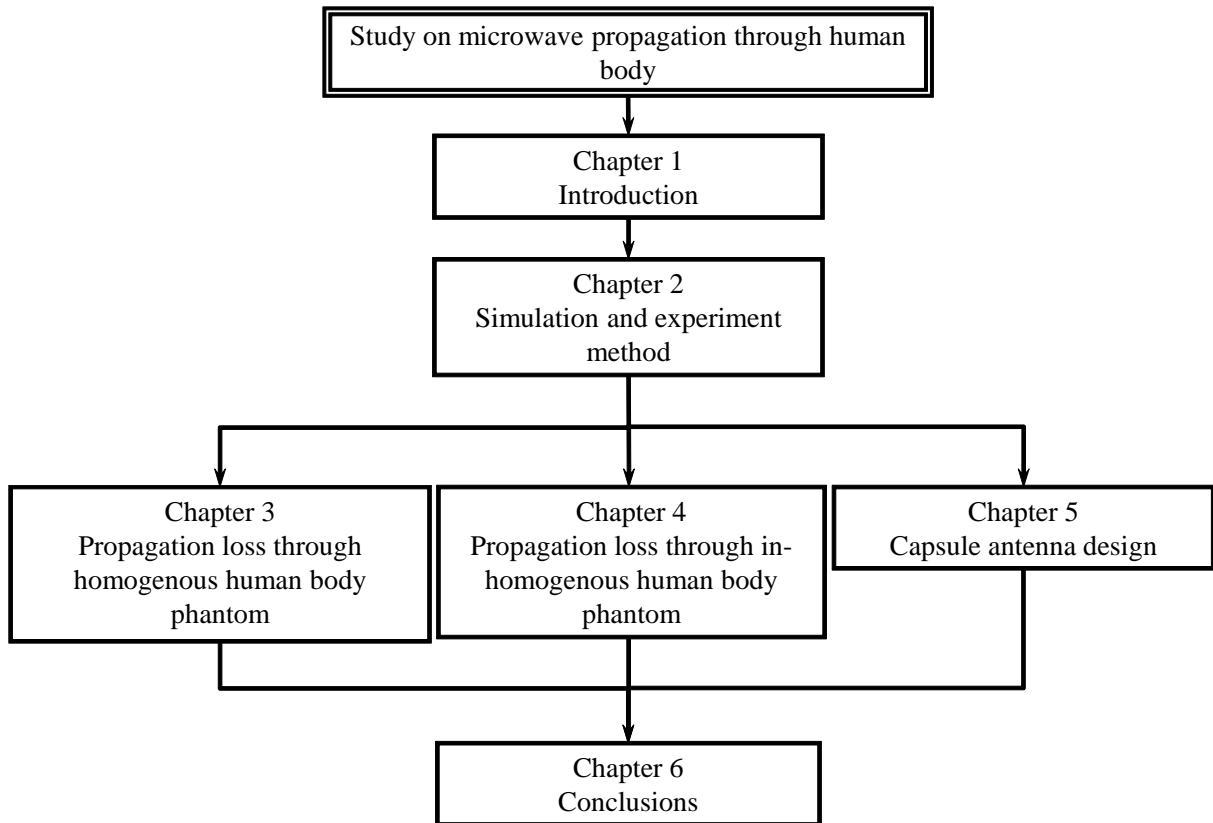 Study on microwave propagation through human
body
Chapter 1
Introduction
Chapter 2
Simulation and experiment
method
Chapter 3
Propagation loss through
homogenous human body
phantom
Chapter 4
Propagation loss through in-
homogenous human body
phantom
Chapter 5
Capsule antenna design
Chapter 6
Conclusions